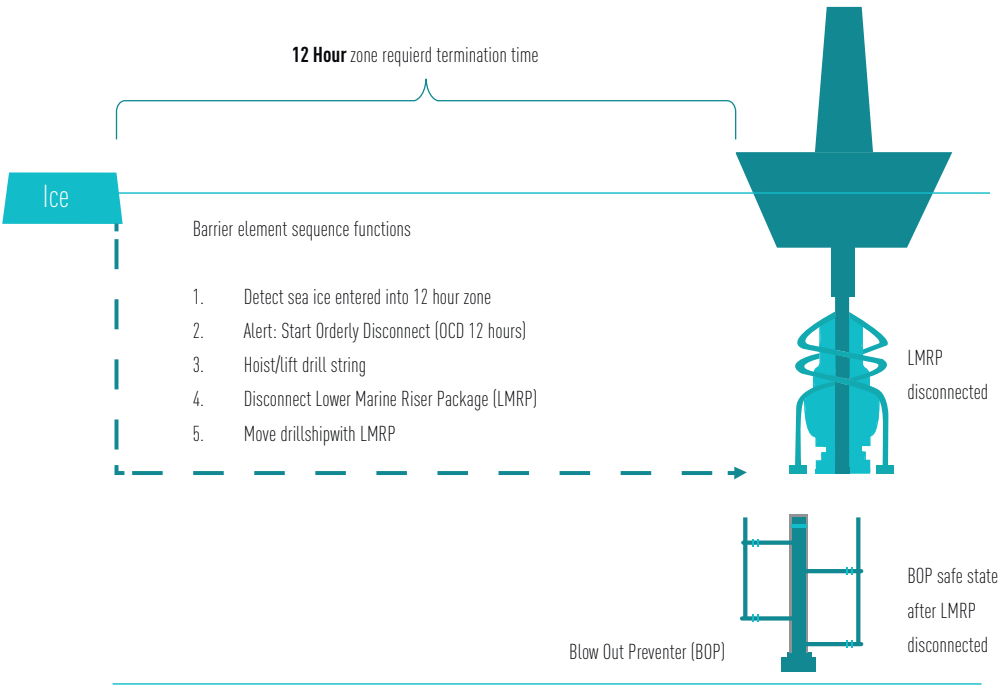 12 Hour zone requierd termination time
Ice
Barrier element sequence functions
1. Detect sea ice entered into 12 hour zone
2. Alert: Start Orderly Disconnect (OCD 12 hours)
3. Hoist/lift drill string
4. Disconnect Lower Marine Riser Package (LMRP)
5. Move drillshipwith LMRP
LMRP
disconnected
BOP safe state
after LMRP
disconnected
Blow Out Preventer (BOP)